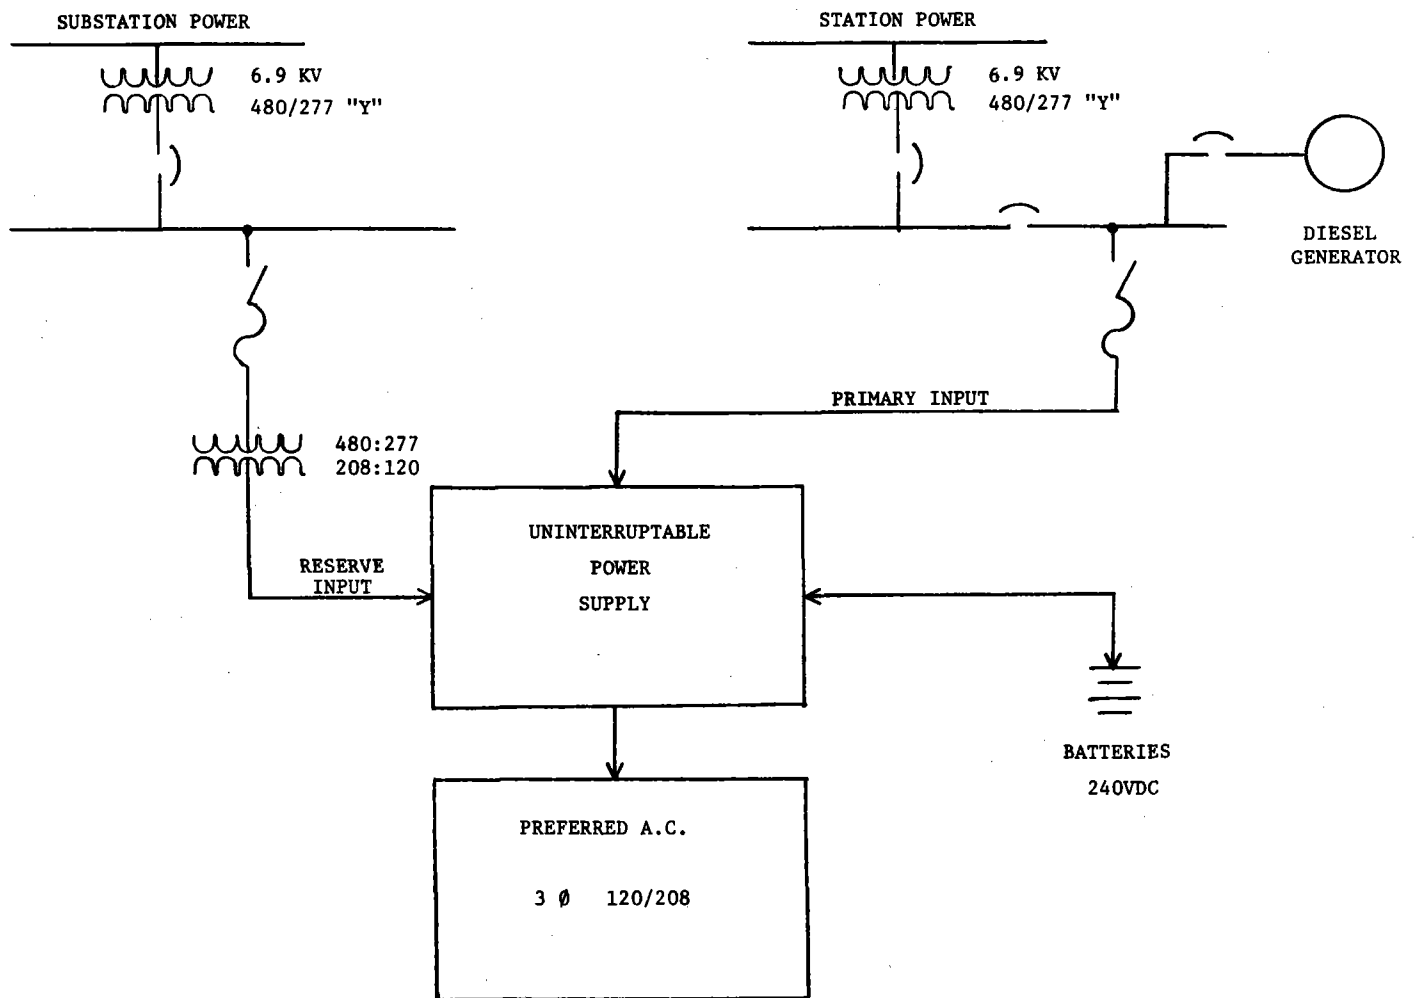 SUBSTATION POWER
6.9 KV
480/277 "Y"
STATION POWER
6.9 KV
480/277 "Y"
DIESEL
GENERATOR
PRIMARY INPUT
480:277
208:120
RESERVE
INPUT
UNINTERRUPTABLE
POWER
SUPPLY
BATTERIES
240VDC
PREFERRED A.C.
3 Ø 120/208